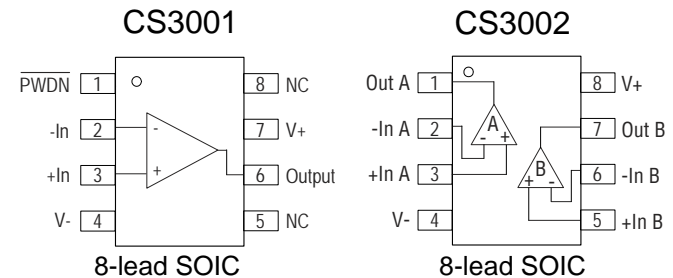 CS3001
PWDN 1 8 NC
-In 2 - 7 V+
+In 3 + 6 Output
V- 4 5 NC
8-lead SOIC
CS3002
Out A 1 8 V+
-In A 2 A - + 7 Out B
+In A 3 B + - 6 -In B
V- 4 5 +In B
8-lead SOIC